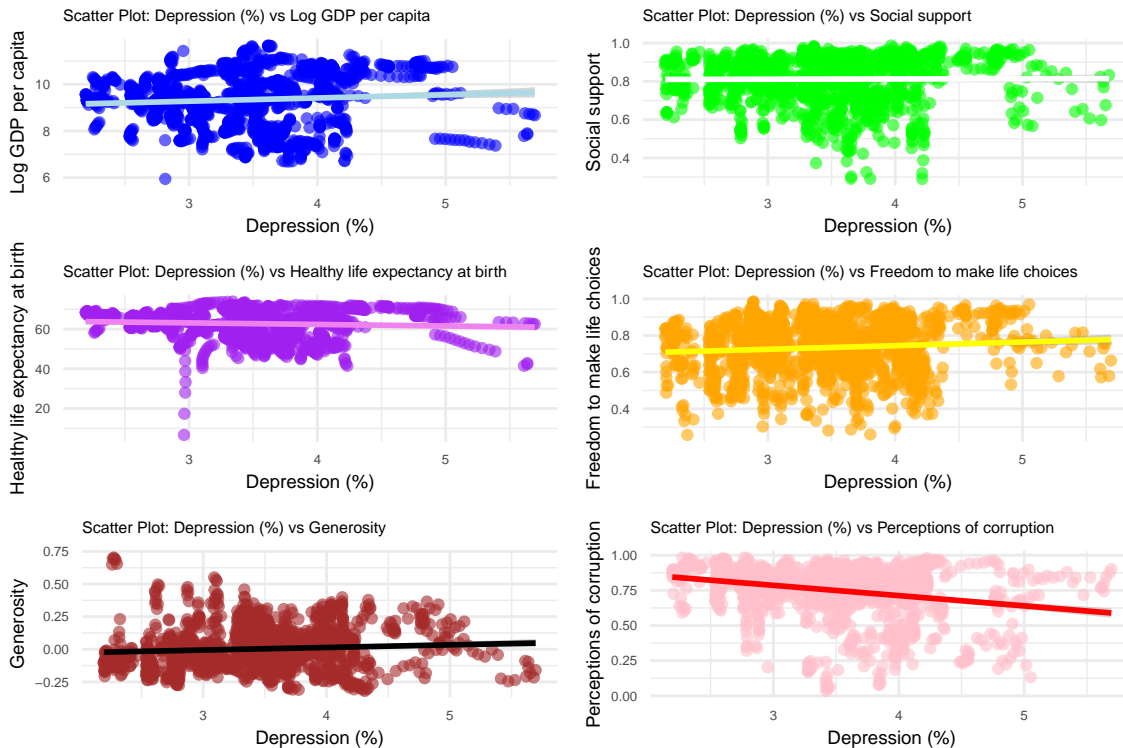 Scatter Plot: Depression (%) vs Log GDP per capita
Log GDP per capita
10
8
6
3
4
5
Depression (%)
Scatter Plot: Depression (%) vs Social support
Social support
1.0
0.8
0.6
0.4
3
4
5
Depression (%)
Scatter Plot: Depression (%) vs Healthy life expectancy at birth
Healthy life expectancy at birth
60
40
20
3
4
5
Depression (%)
Scatter Plot: Depression (%) vs Freedom to make life choices
Freedom to make life choices
1.0
0.8
0.6
0.4
3
4
5
Depression (%)
Scatter Plot: Depression (%) vs Generosity
Generosity
0.75
0.50
0.25
0.00
−0.25
3
4
5
Depression (%)
Scatter Plot: Depression (%) vs Perceptions of corruption
Perceptions of corruption
1.00
0.75
0.50
0.25
0.00
3
4
5
Depression (%)